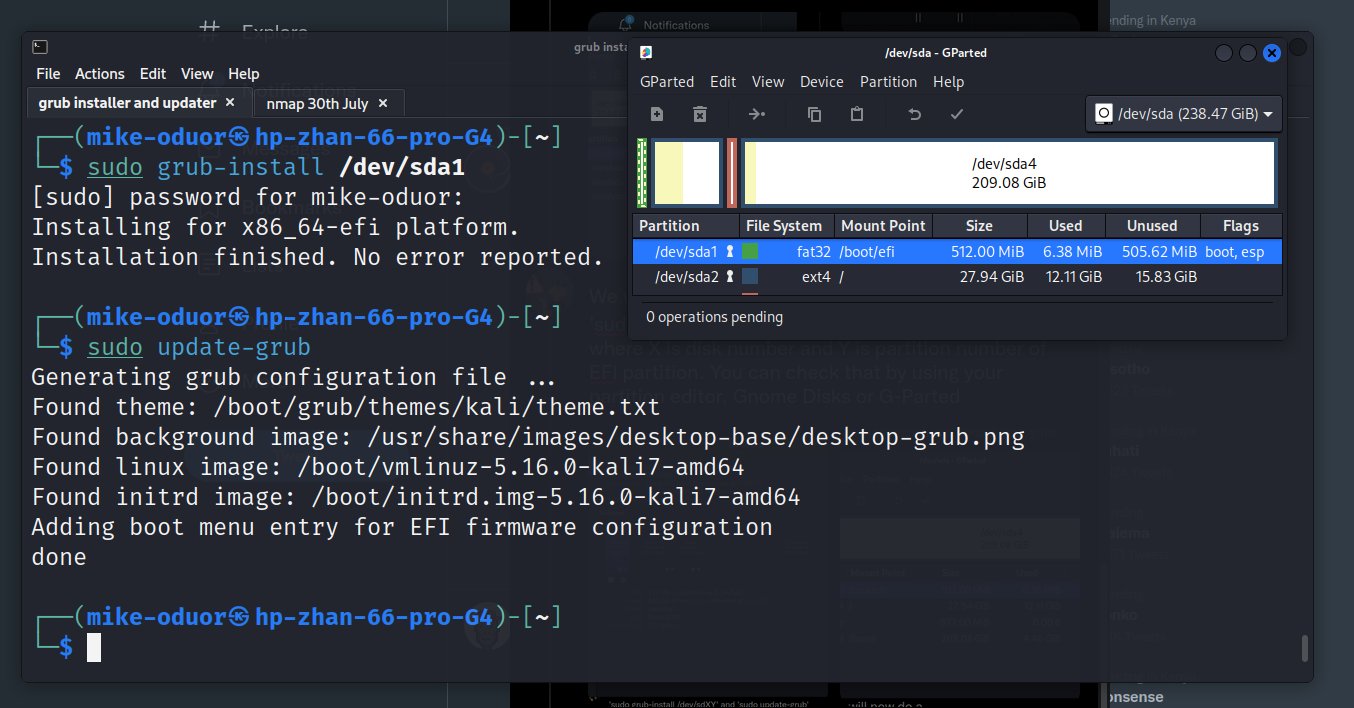 Explore
Notifications
ending in Kenya
grub insta
File Actions Edit View Help
grub installer and updater ×
nmap 30th July ×
┌──(mike-oduor㉿hp-zhan-66-pro-G4)-[~]
└─$ sudo grub-install /dev/sda1
[sudo] password for mike-oduor:
Installing for x86_64-efi platform.
Installation finished. No error reported.
┌──(mike-oduor㉿hp-zhan-66-pro-G4)-[~]
└─$ sudo update-grub
Generating grub configuration file ...
Found theme: /boot/grub/themes/kali/theme.txt
Found background image: /usr/share/images/desktop-base/desktop-grub.png
Found linux image: /boot/vmlinuz-5.16.0-kali7-amd64
Found initrd image: /boot/initrd.img-5.16.0-kali7-amd64
Adding boot menu entry for EFI firmware configuration
done
┌──(mike-oduor㉿hp-zhan-66-pro-G4)-[~]
└─$
/dev/sda - GParted
GParted Edit View Device Partition Help
/dev/sda (238.47 GiB)
/dev/sda4
209.08 GiB
Partition File System Mount Point Size Used Unused Flags
/dev/sda1 fat32 /boot/efi 512.00 MiB 6.38 MiB 505.62 MiB boot, esp
/dev/sda2 ext4 / 27.94 GiB 12.11 GiB 15.83 GiB
0 operations pending
where X is disk number and Y is partition number of
EFI partition. You can check that by using your
partition editor, Gnome Disks or G-Parted
'sudo grub-install /dev/sdXY' and 'sudo update-grub'
will now do a
onsense